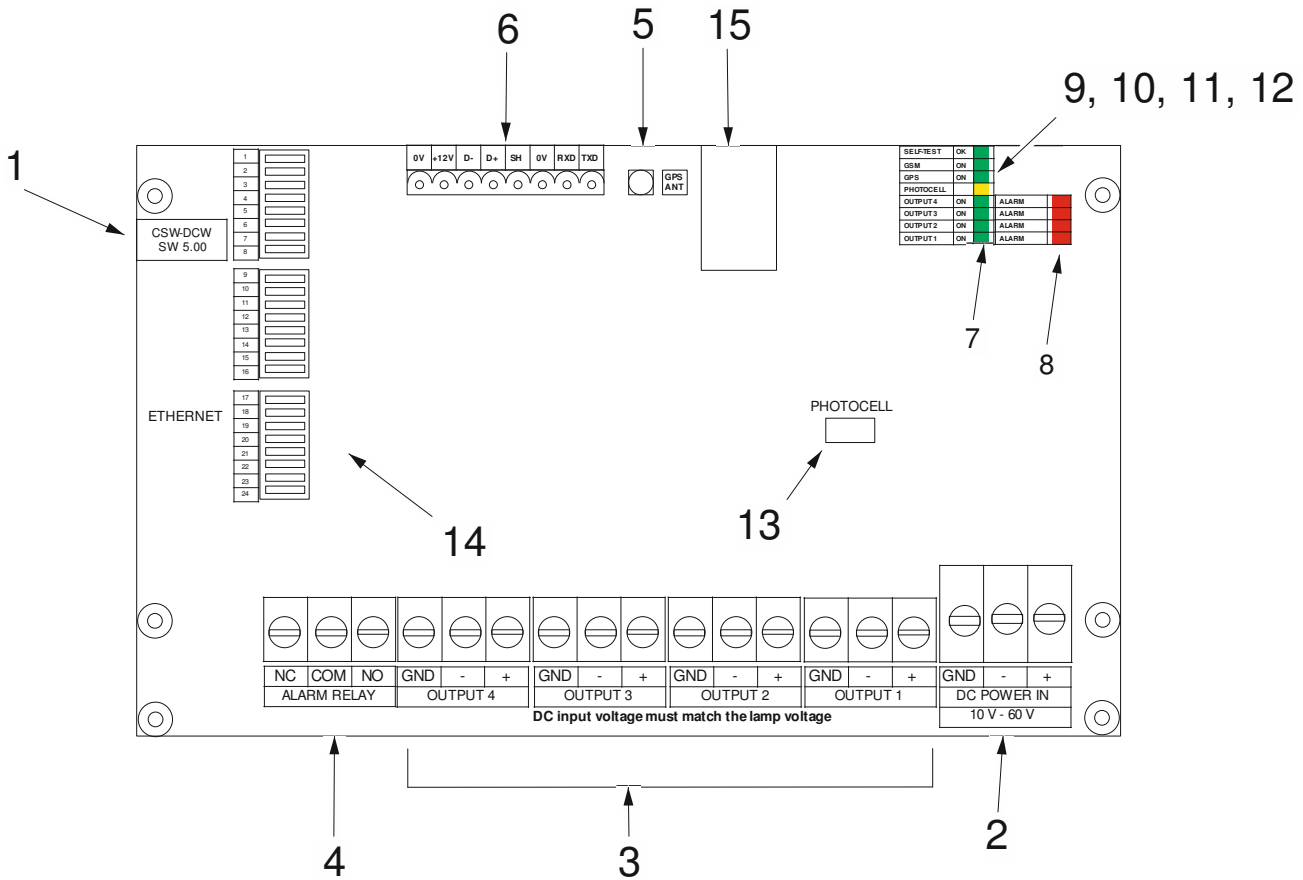 6
5
15
9, 10, 11, 12
1
0V +12V D- D+ SH 0V RXD TXD
GPS
ANT
SELF-TEST OK
GSM ON
GPS ON
PHOTOCELL
OUTPUT 4 ON ALARM
OUTPUT 3 ON ALARM
OUTPUT 2 ON ALARM
OUTPUT 1 ON ALARM
7
8
CSW-DCW
SW 5.00
1
2
3
4
5
6
7
8
9
10
11
12
13
14
15
16
ETHERNET
17
18
19
20
21
22
23
24
14
PHOTOCELL
13
NC COM NO GND - + GND - + GND - + GND - + GND - +
ALARM RELAY OUTPUT 4 OUTPUT 3 OUTPUT 2 OUTPUT 1 DC POWER IN
10 V - 60 V
DC input voltage must match the lamp voltage
4
3
2